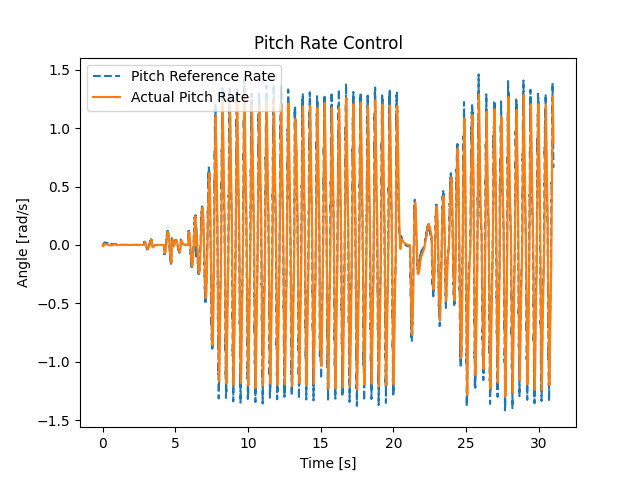 Pitch Rate Control
Pitch Reference Rate
Actual Pitch Rate
Angle [rad/s]
1.5
1.0
0.5
0.0
−0.5
−1.0
−1.5
0 5 10 15 20 25 30
Time [s]